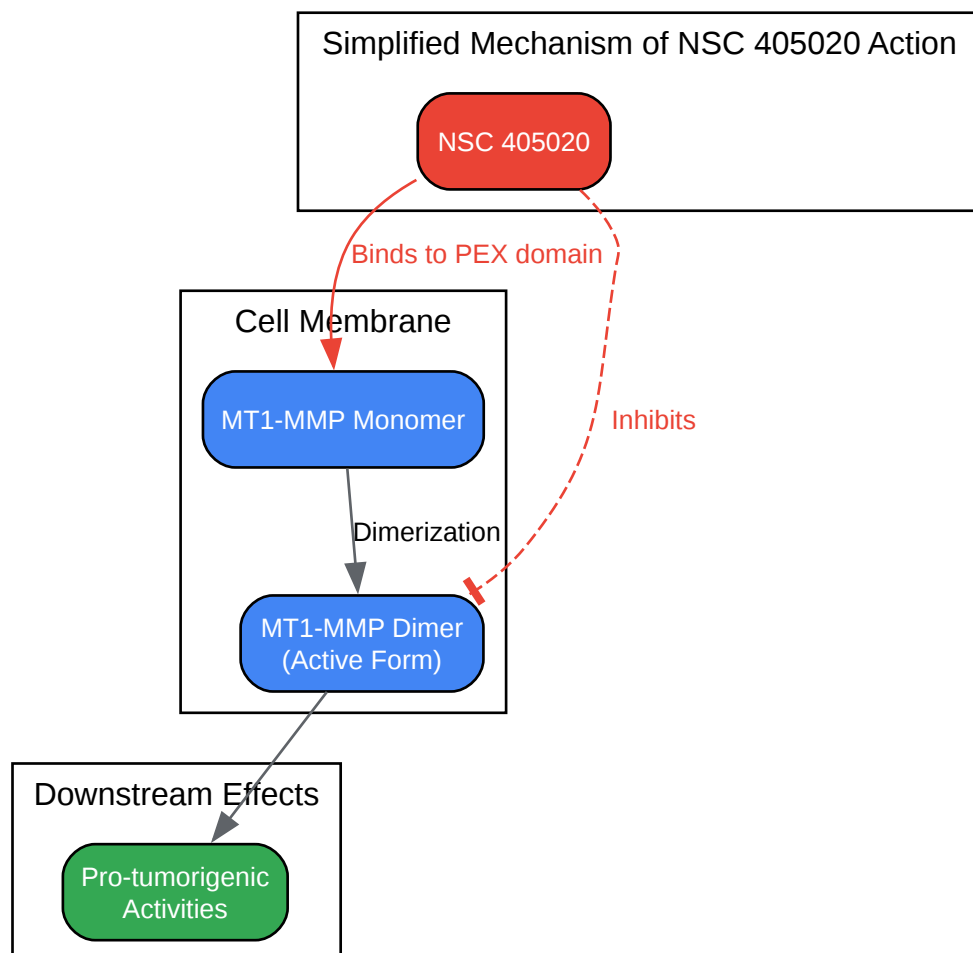 Simplified Mechanism of NSC 405020 Action
NSC 405020
Binds to PEX domain
Cell Membrane
MT1-MMP Monomer
Inhibits
Dimerization
MT1-MMP Dimer
(Active Form)
Downstream Effects
Pro-tumorigenic
Activities